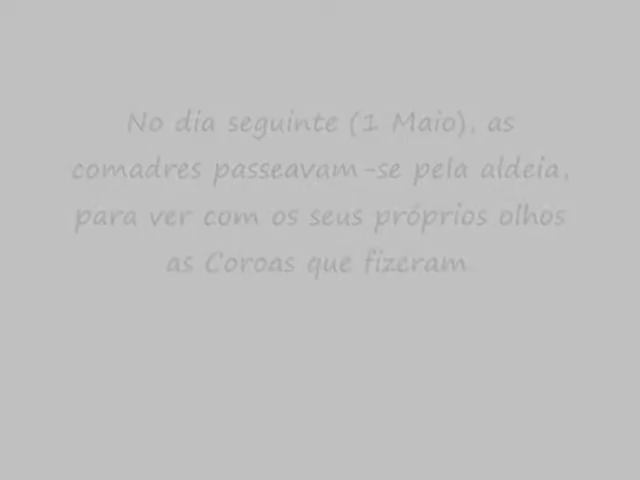 No dia seguinte (1 Maio), as
comadres passeavam-se pela aldeia,
para ver com os seus próprios olhos
as Coroas que fizeram.